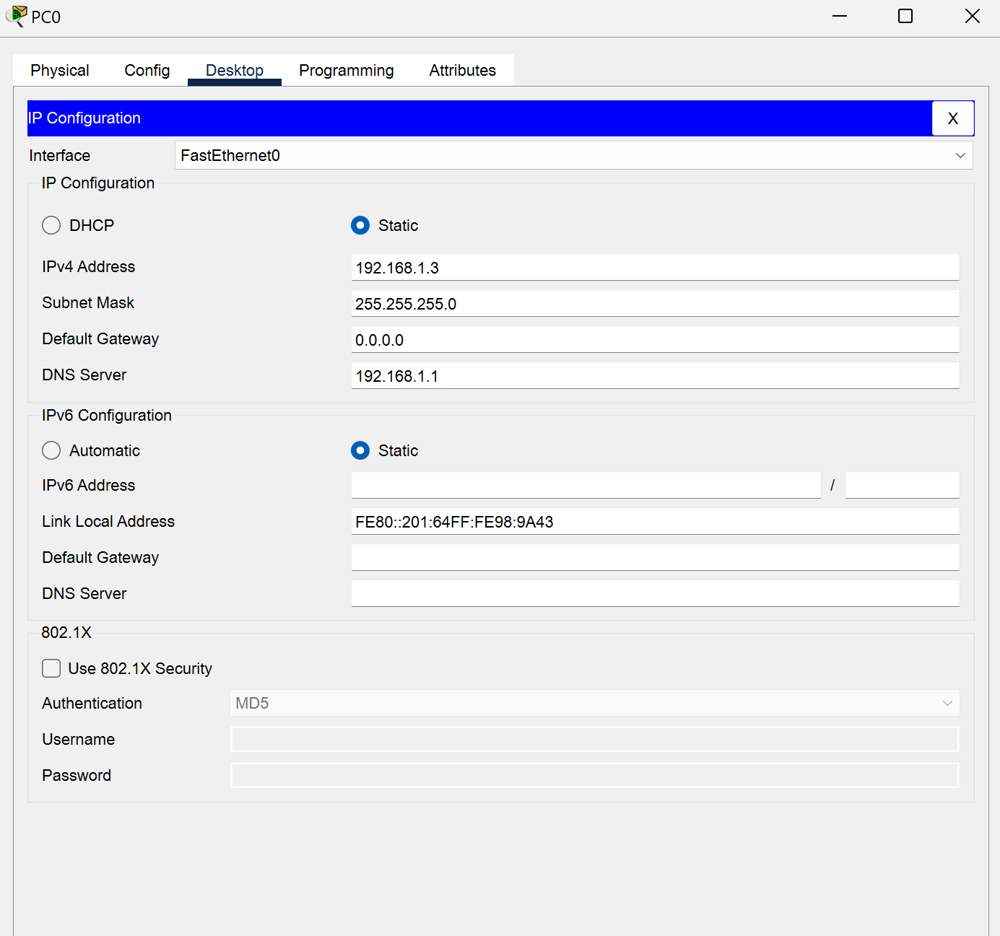 PC0
Physical Config Desktop Programming Attributes
IP Configuration X
Interface FastEthernet0
IP Configuration
DHCP Static
IPv4 Address 192.168.1.3
Subnet Mask 255.255.255.0
Default Gateway 0.0.0.0
DNS Server 192.168.1.1
IPv6 Configuration
Automatic Static
IPv6 Address /
Link Local Address FE80::201:64FF:FE98:9A43
Default Gateway
DNS Server
802.1X
Use 802.1X Security
Authentication MD5
Username
Password